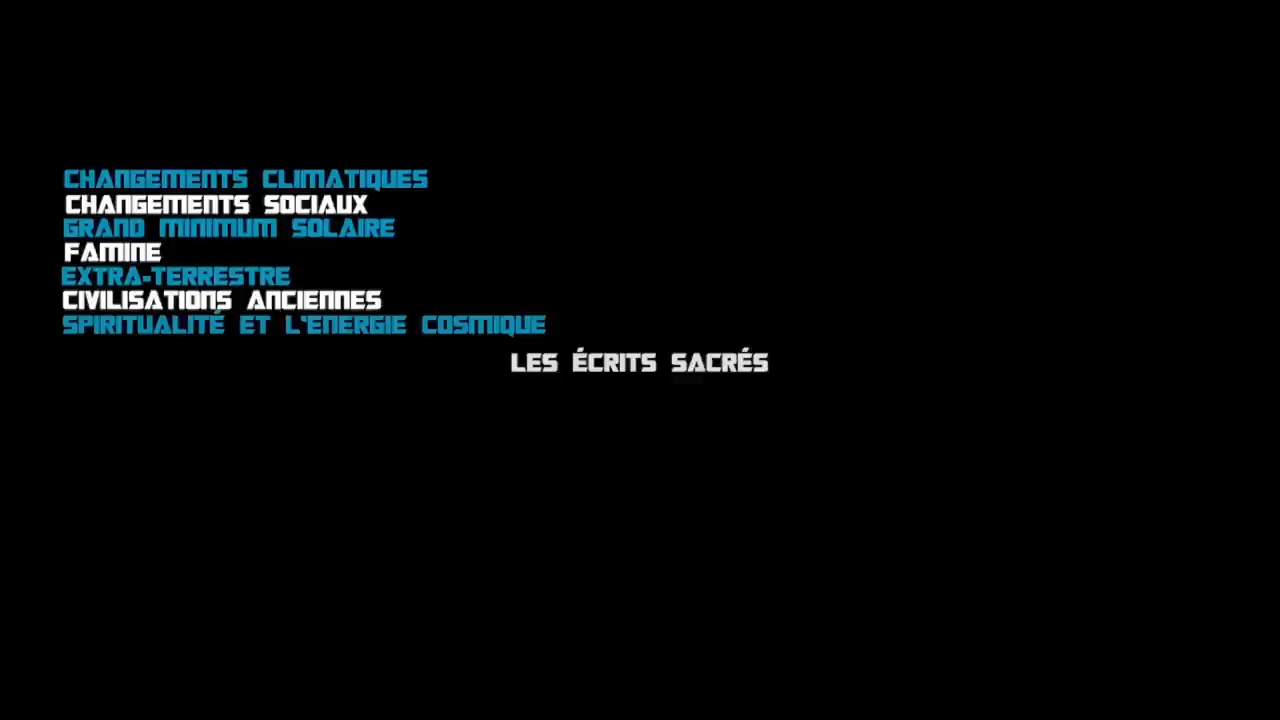 CHANGEMENTS CLIMATIQUES
CHANGEMENTS SOCIAUX
GRAND MINIMUM SOLAIRE
FAMINE
EXTRA-TERRESTRE
CIVILISATIONS ANCIENNES
SPIRITUALITÉ ET L'ENERGIE COSMIQUE
LES ÉCRITS SACRÉS